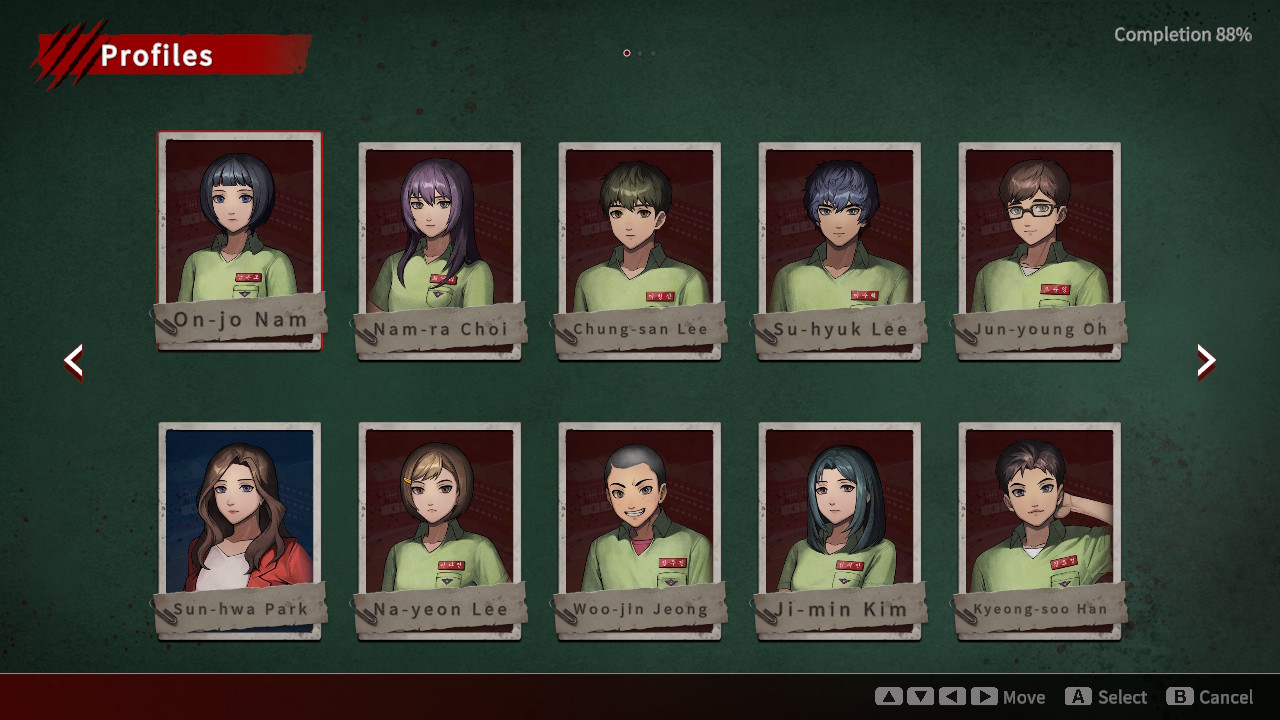 Profiles
Completion 88%
On-jo Nam
Nam-ra Choi
Chung-san Lee
Su-hyuk Lee
Jun-young Oh
Sun-hwa Park
Na-yeon Lee
Woo-jin Jeong
Ji-min Kim
Kyeong-soo Han
Move
A Select
B Cancel